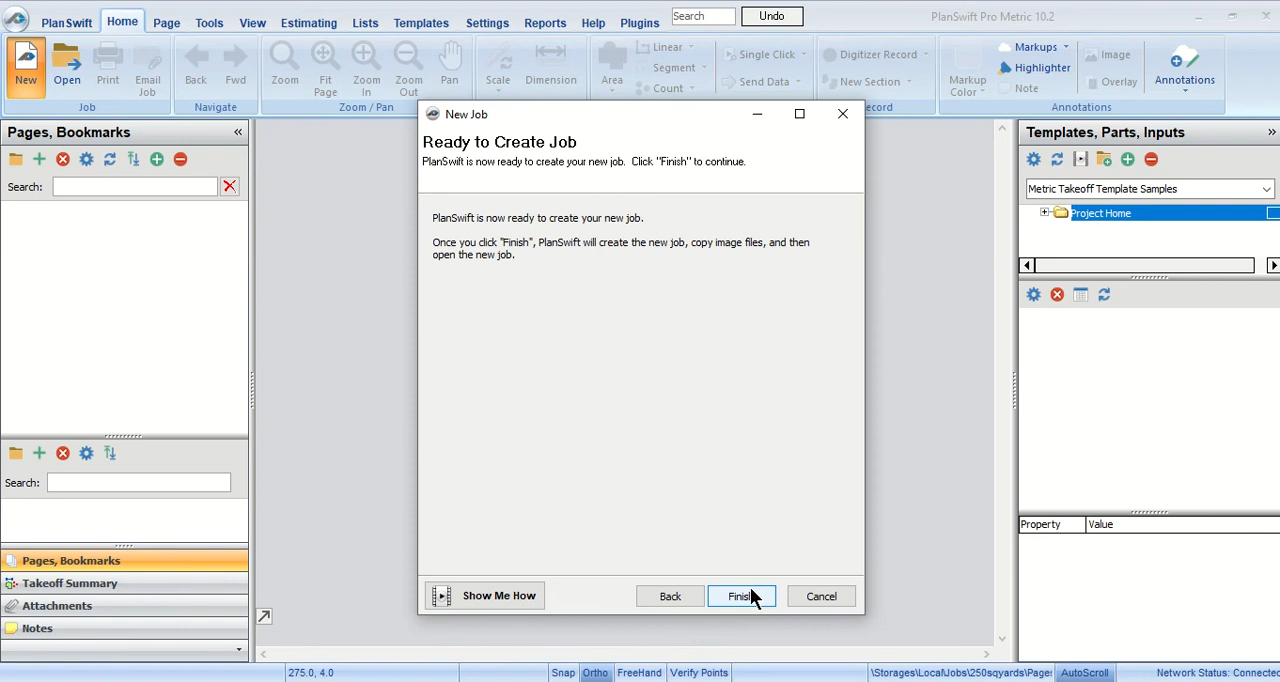 PlanSwift Home Page Tools View Estimating Lists Templates Settings Reports Help Plugins Search Undo PlanSwift Pro Metric 10.2
New Open Print Email Job Back Fwd Zoom Fit Page Zoom In Zoom Out Pan Scale Dimension Area Linear Segment Count Single Click Send Data Digitizer Record New Section Markup Color Markups Highlighter Note Image Overlay Annotations
Job Navigate Zoom / Pan Annotations
Pages, Bookmarks
Search:
Search:
Pages, Bookmarks
Takeoff Summary
Attachments
Notes
New Job
Ready to Create Job
PlanSwift is now ready to create your new job. Click "Finish" to continue.
PlanSwift is now ready to create your new job.
Once you click "Finish", PlanSwift will create the new job, copy image files, and then
open the new job.
Show Me How Back Cancel
Templates, Parts, Inputs
Metric Takeoff Template Samples
Project Home
Property Value
275.0, 4.0 Snap Ortho FreeHand Verify Points \Storages\Local\Jobs\250sqyards\Pages AutoScroll Network Status: